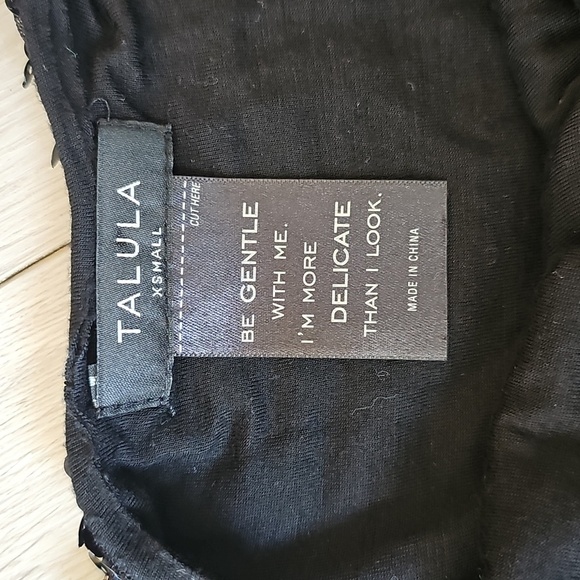 TALULA
XSMALL
CUT HERE
BE GENTLE
WITH ME.
I'M MORE
DELICATE
THAN I LOOK.
MADE IN CHINA